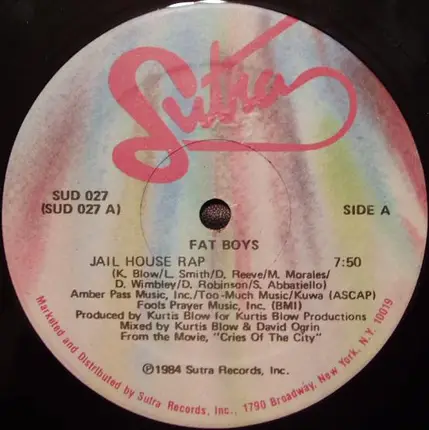 Sutra
SUD 027
(SUD 027 A)
SIDE A
FAT BOYS
JAIL HOUSE RAP 7:50
(K. Blow/L. Smith/D. Reeve/M. Morales/
D. Wimbley/D. Robinson/S. Abbatiello)
Amber Pass Music, Inc./Too-Much Music/Kuwa (ASCAP)
Fools Prayer Music, Inc. (BMI)
Produced by Kurtis Blow for Kurtis Blow Productions
Mixed by Kurtis Blow & David Ogrin
From the Movie, "Cries Of The City"
℗©1984 Sutra Records, Inc.
Marketed and Distributed by Sutra Records, Inc., 1790 Broadway, New York, N.Y. 10019